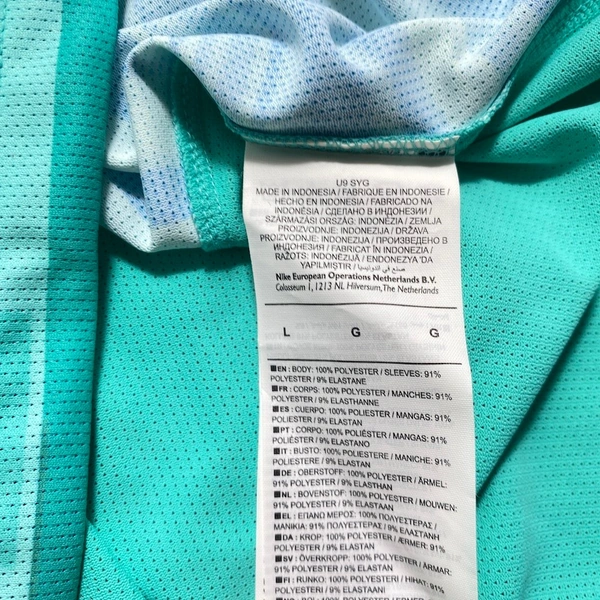 U9 SYG
MADE IN INDONESIA / FABRIQUE EN INDONESIE /
HECHO EN INDONESIA / FABRICADO NA
INDONÉSIA / СДЕЛАНО В ИНДОНЕЗИИ /
SZÁRMAZÁSI ORSZÁG: INDONÉZIA / ZEMLJA
PROIZVODNJE: INDONEZIJA / DRŽAVA
PROIZVODNJE: INDONEZIJA / ПРОИЗВЕДЕНО В
ИНДОНЕЗИЯ / FABRICAT ÎN INDONEZIA /
RAŽOTS: INDONĒZIJĀ / ENDONEZYA'DA
YAPILMIŞTIR / صنع في اندونيسيا
Nike European Operations Netherlands B.V.
Colosseum 1, 1213 NL Hilversum, The Netherlands
L G G
EN : BODY: 100% POLYESTER / SLEEVES: 91%
POLYESTER / 9% ELASTANE
FR : CORPS: 100% POLYESTER / MANCHES: 91%
POLYESTER / 9% ELASTHANNE
ES : CUERPO: 100% POLIESTER / MANGAS: 91%
POLIESTER / 9% ELASTANO
PT : CORPO: 100% POLIÉSTER / MANGAS: 91%
POLIÉSTER / 9% ELASTANO
IT : BUSTO: 100% POLIESTERE / MANICHE: 91%
POLIESTERE / 9% ELASTAN
DE : OBERSTOFF: 100% POLYESTER / ÄRMEL:
91% POLYESTER / 9% ELASTHAN
NL : BOVENSTOF: 100% POLYESTER / MOUWEN:
91% POLYESTER / 9% ELASTAAN
EL : ΕΠΑΝΩ ΜΕΡΟΣ: 100% ΠΟΛΥΕΣΤΕΡΑΣ /
ΜΑΝΙΚΙΑ: 91% ΠΟΛΥΕΣΤΕΡΑΣ / 9% ΕΛΑΣΤΑΝΗ
DA : KROP: 100% POLYESTER / ÆRMER: 91%
POLYESTER / 9% ELASTAN
SV : ÖVERKROPP: 100% POLYESTER / ÄRMAR:
91% POLYESTER / 9% ELASTAN
FI : RUNKO: 100% POLYESTERI / HIHAT: 91%
POLYESTERI / 9% ELASTAANI